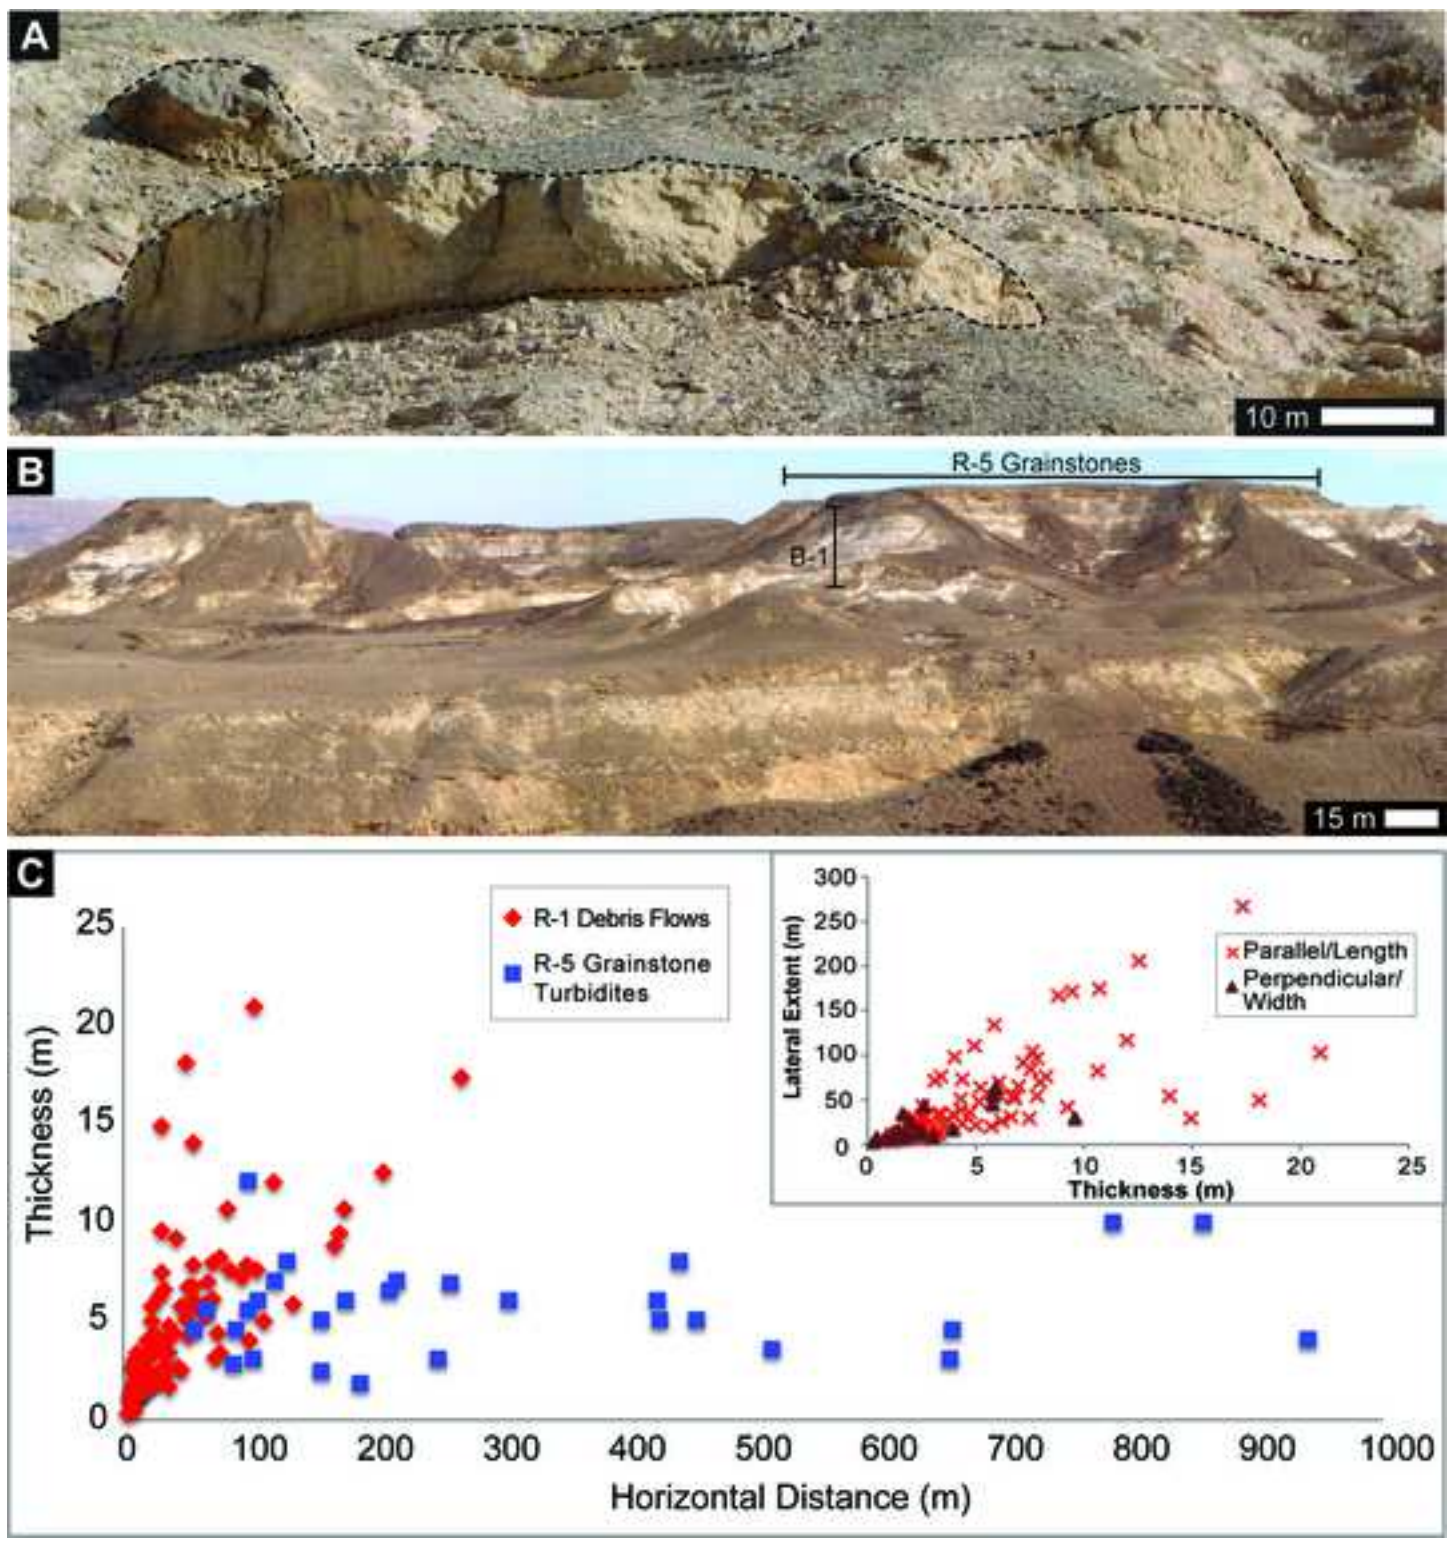 A
10 m
B
R-5 Grainstones
B-1
15 m
C
25
20
15
10
5
0
Thickness (m)
0 100 200 300 400 500 600 700 800 900 1000
Horizontal Distance (m)
R-1 Debris Flows
R-5 Grainstone
Turbidites
300
250
200
150
100
50
0
Lateral Extent (m)
0 5 10 15 20 25
Thickness (m)
Parallel/Length
Perpendicular/
Width